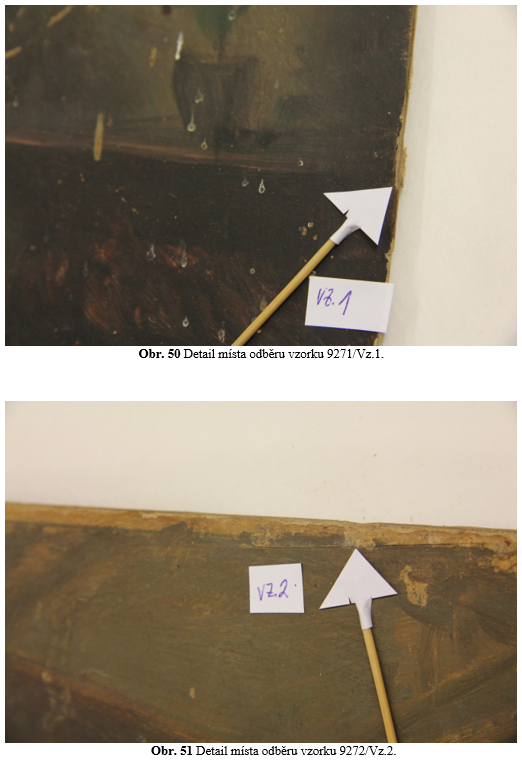 vz.1
Obr. 50 Detail místa odběru vzorku 9271/Vz.1.
vz.2
Obr. 51 Detail místa odběru vzorku 9272/Vz.2.